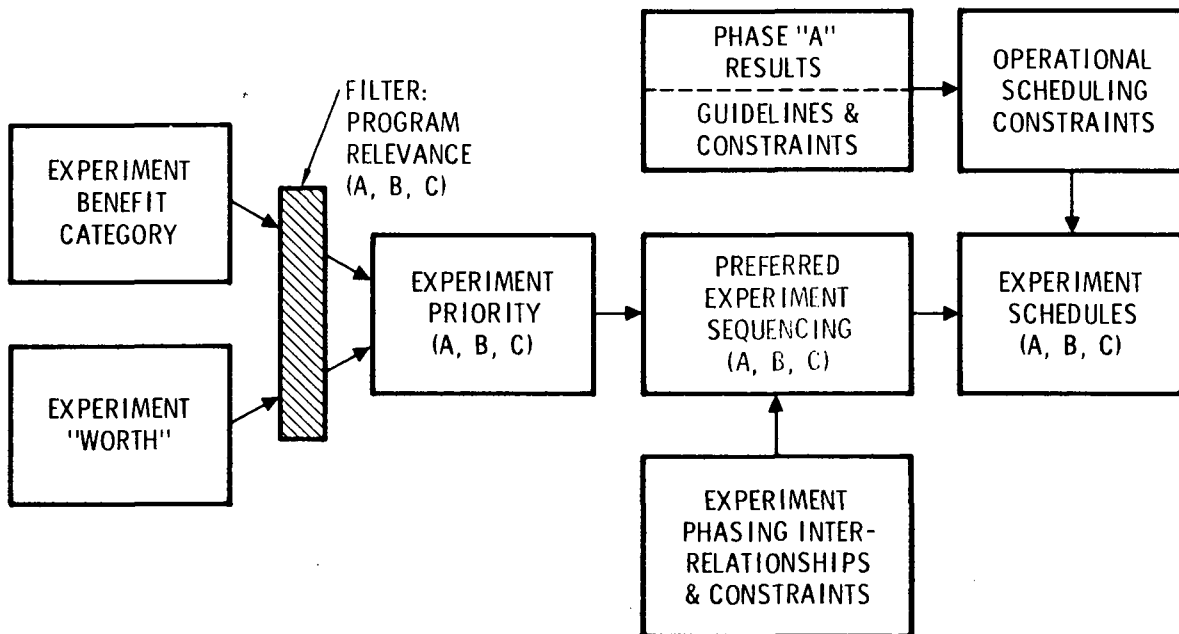 PHASE "A"
RESULTS
GUIDELINES &
CONSTRAINTS
OPERATIONAL
SCHEDULING
CONSTRAINTS
FILTER:
PROGRAM
RELEVANCE
(A, B, C)
EXPERIMENT
BENEFIT
CATEGORY
EXPERIMENT
PRIORITY
(A, B, C)
PREFERRED
EXPERIMENT
SEQUENCING
(A, B, C)
EXPERIMENT
SCHEDULES
(A, B, C)
EXPERIMENT
"WORTH"
EXPERIMENT
PHASING INTER-
RELATIONSHIPS
& CONSTRAINTS